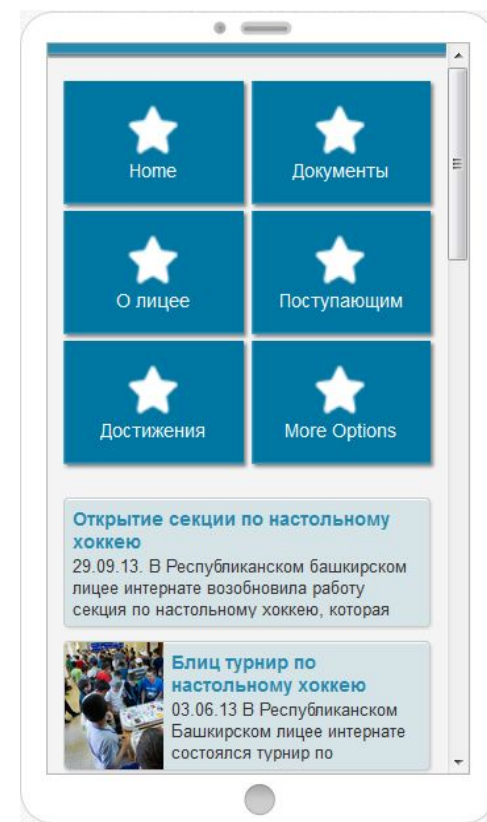 Home
Документы
О лицее
Поступающим
Достижения
More Options
Открытие секции по настольному
хоккею
29.09.13. В Республиканском башкирском
лицее интернате возобновила работу
секция по настольному хоккею, которая
Блиц турнир по
настольному хоккею
03.06.13 В Республиканском
Башкирском лицее интернате
состоялся турнир по